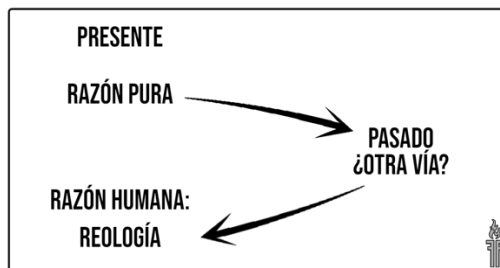 PRESENTE
RAZÓN PURA
PASADO
¿OTRA VÍA?
RAZÓN HUMANA:
REOLOGÍA